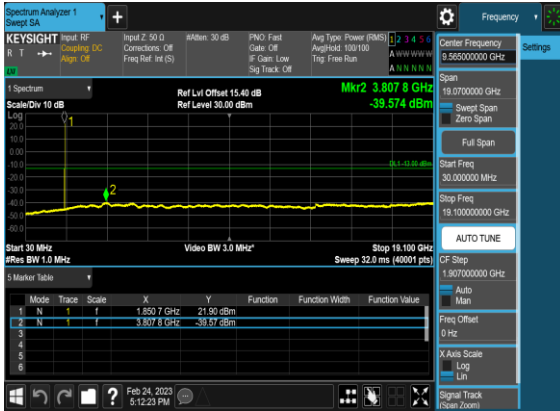 Spectrum Analyzer 1
Swept SA
Frequency
KEYSIGHT
R T
Input: RF
Coupling: DC
Align: Off
Input Z: 50 Ω
Corrections: Off
Freq Ref: Int (S)
#Atten: 30 dB
PNO: Fast
Gate: Off
IF Gain: Low
Sig Track: Off
Avg Type: Power (RMS)
Avg|Hold: 100/100
Trig: Free Run
1 2 3 4 5 6
A W W W W W
A N N N N N
1 Spectrum
Scale/Div 10 dB
Ref Lvl Offset 15.40 dB
Ref Level 30.00 dBm
Mkr2 3.807 8 GHz
-39.574 dBm
Log
20.0
10.0
0.00
-10.0
-20.0
-30.0
-40.0
-50.0
-60.0
1
2
DL1 -13.00 dBm
Start 30 MHz
#Res BW 1.0 MHz
Video BW 3.0 MHz*
Stop 19.100 GHz
Sweep 32.0 ms (40001 pts)
5 Marker Table
Mode Trace Scale X Y Function Function Width Function Value
1 N 1 f 1.850 7 GHz 21.90 dBm
2 N 1 f 3.807 8 GHz -39.57 dBm
3
4
5
6
Feb 24, 2023
5:12:23 PM
Center Frequency
9.565000000 GHz
Settings
Span
19.0700000 GHz
Swept Span
Zero Span
Full Span
Start Freq
30.000000 MHz
Stop Freq
19.100000000 GHz
AUTO TUNE
CF Step
1.907000000 GHz
Auto
Man
Freq Offset
0 Hz
X Axis Scale
Log
Lin
Signal Track
(Span Zoom)